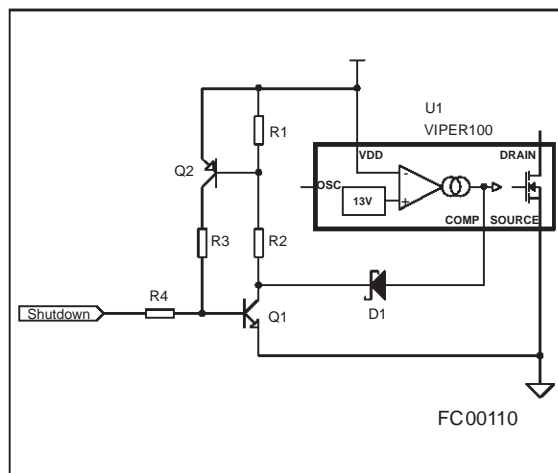 U1
VIPER100
R1
VDD
DRAIN
Q2
-
OSC
13V
+
COMP SOURCE
R3
R2
R4
Shutdown
Q1
D1
FC00110